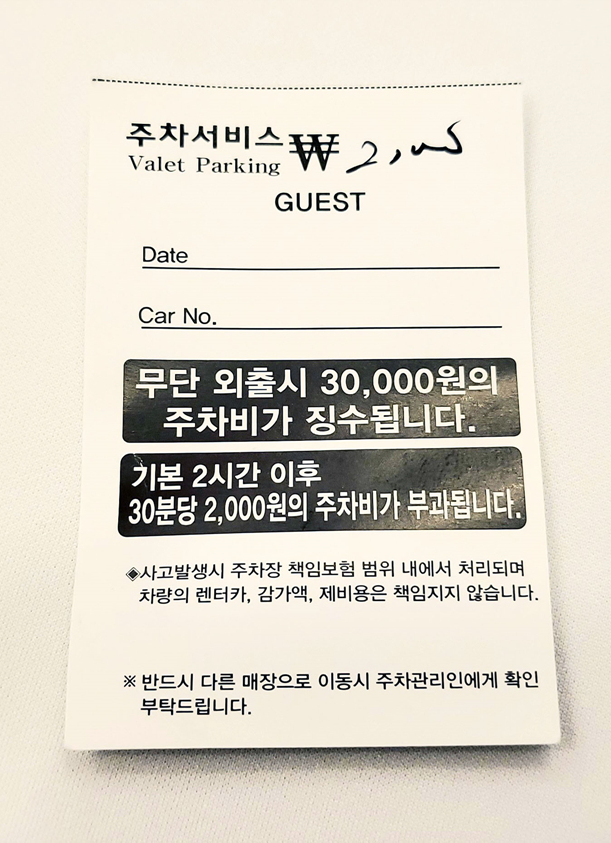 주차서비스 ₩ 2,000
Valet Parking
GUEST
Date
Car No.
무단 외출시 30,000원의
주차비가 징수됩니다.
기본 2시간 이후
30분당 2,000원의 주차비가 부과됩니다.
◈사고발생시 주차장 책임보험 범위 내에서 처리되며
차량의 렌터카, 감가액, 제비용은 책임지지 않습니다.
※ 반드시 다른 매장으로 이동시 주차관리인에게 확인
부탁드립니다.